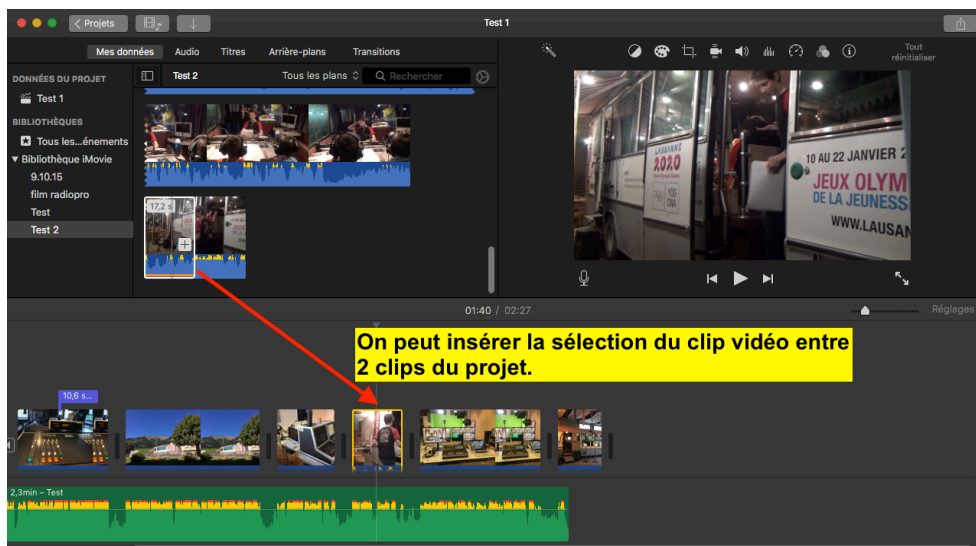 Projets
Test 1
Mes données
Audio
Titres
Arrière-plans
Transitions
Tout
réinitialiser
DONNÉES DU PROJET
Test 2
Tous les plans
Rechercher
Test 1
BIBLIOTHÈQUES
Tous les...énements
Bibliothèque iMovie
9.10.15
film radiopro
Test
Test 2
17,2 s
LAUSANNE
2020
YOG
DNA
10 AU 22 JANVIER 2
JEUX OLYM
DE LA JEUNESS
WWW.LAUSAN
01:40 / 02:27
Réglages
On peut insérer la sélection du clip vidéo entre
2 clips du projet.
10,6 s...
2,3min – Test